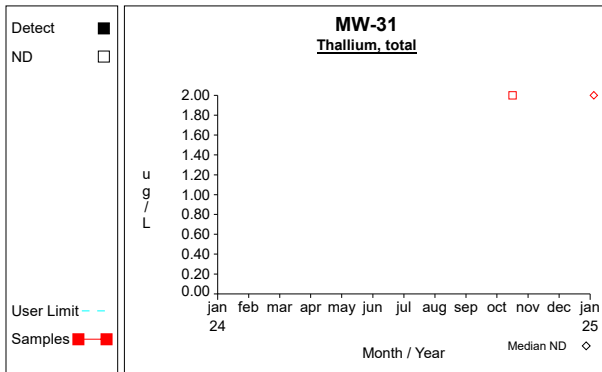 Detect
ND
User Limit
Samples
MW-31
Thallium, total
ug/L
2.00
1.80
1.60
1.40
1.20
1.00
0.80
0.60
0.40
0.20
0.00
jan feb mar apr may jun jul aug sep oct nov dec jan
24 25
Month / Year
Median ND